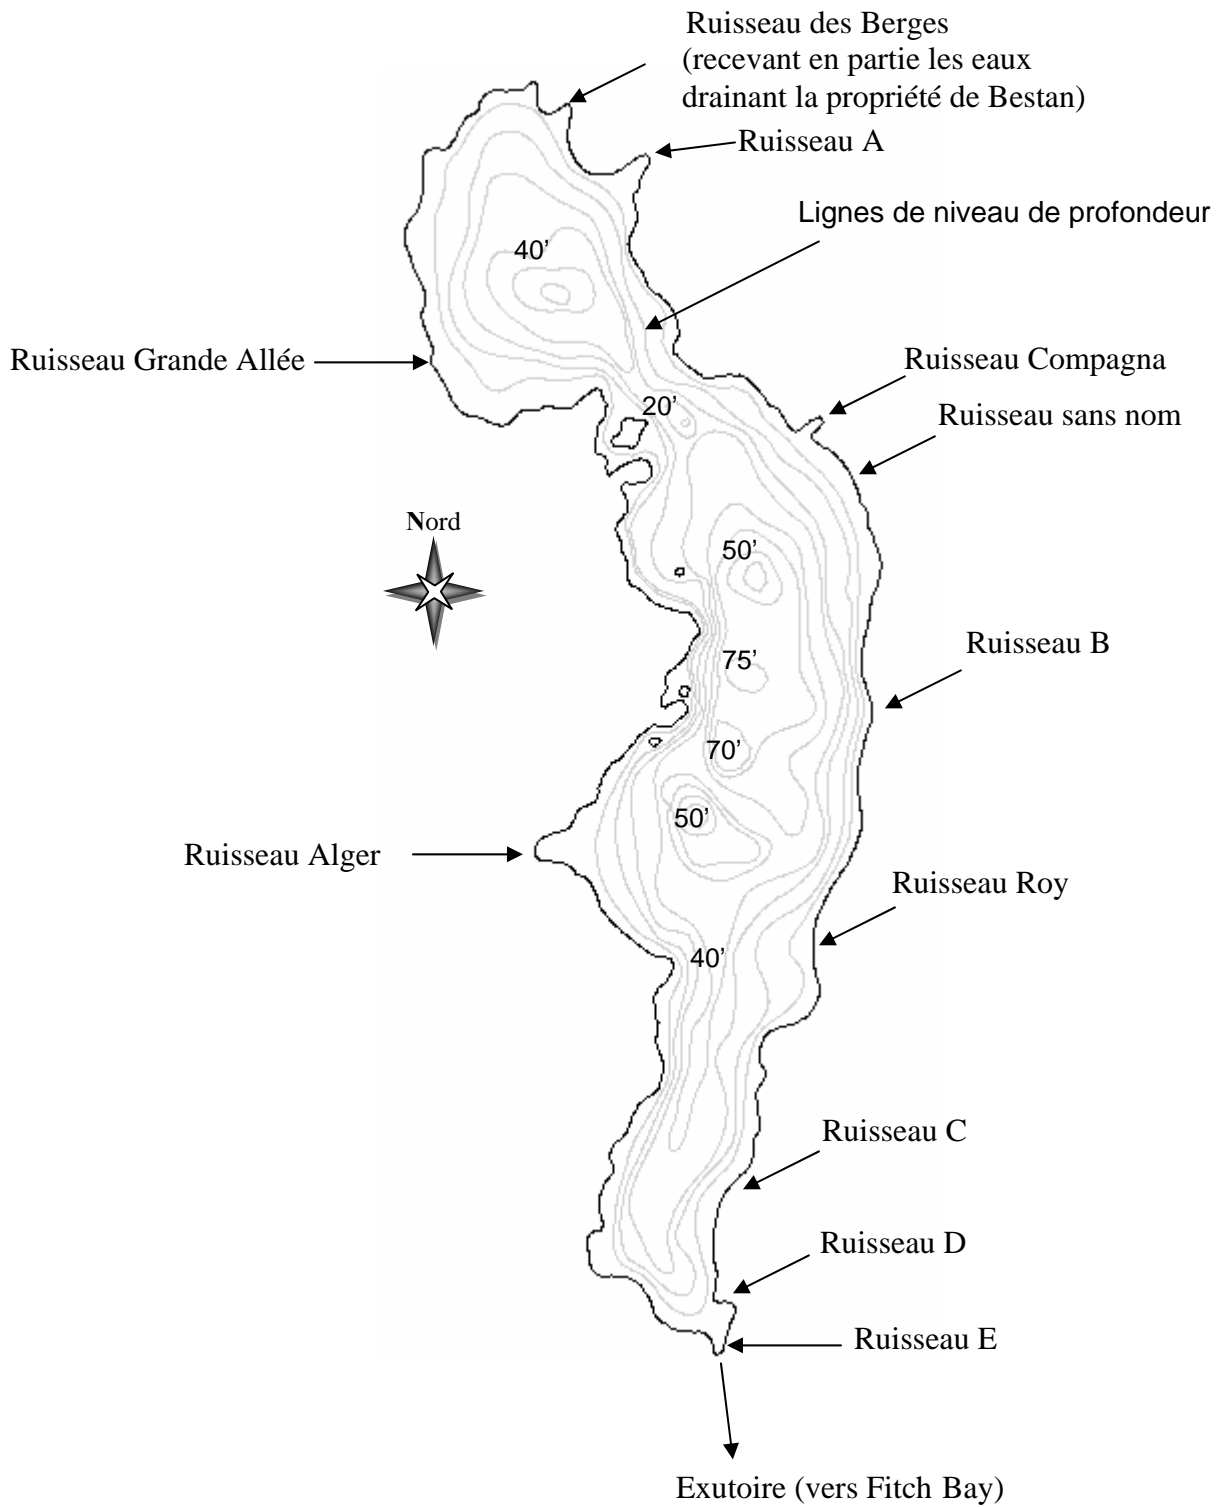 Ruisseau des Berges
(recevant en partie les eaux
drainant la propriété de Bestan)
Ruisseau A
Lignes de niveau de profondeur
40’
Ruisseau Grande Allée
Ruisseau Compagna
20’
Ruisseau sans nom
Nord
50’
Ruisseau B
75’
70’
50’
Ruisseau Alger
Ruisseau Roy
40’
Ruisseau C
Ruisseau D
Ruisseau E
Exutoire (vers Fitch Bay)